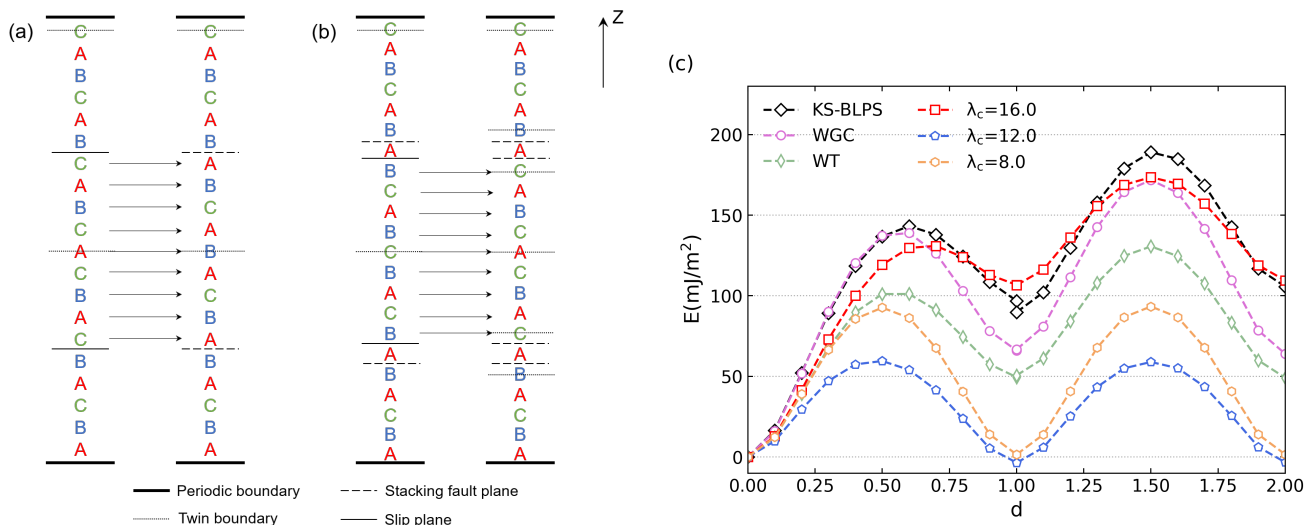 (a)
C
A
B
C
A
B
C
A
B
C
A
C
B
A
C
B
A
C
B
A
C
A
B
C
A
B
A
B
C
A
B
A
C
B
A
B
A
C
B
A
(b)
C
A
B
C
A
B
A
B
C
A
B
C
B
A
C
B
A
B
A
C
B
A
C
A
B
C
A
B
A
C
A
B
C
A
C
B
A
C
A
B
A
C
B
A
Z
Periodic boundary
Twin boundary
Stacking fault plane
Slip plane
(c)
KS-BLPS
WGC
WT
λc=16.0
λc=12.0
λc=8.0
E(mJ/m²)
200
150
100
50
0
0.00 0.25 0.50 0.75 1.00 1.25 1.50 1.75 2.00
d